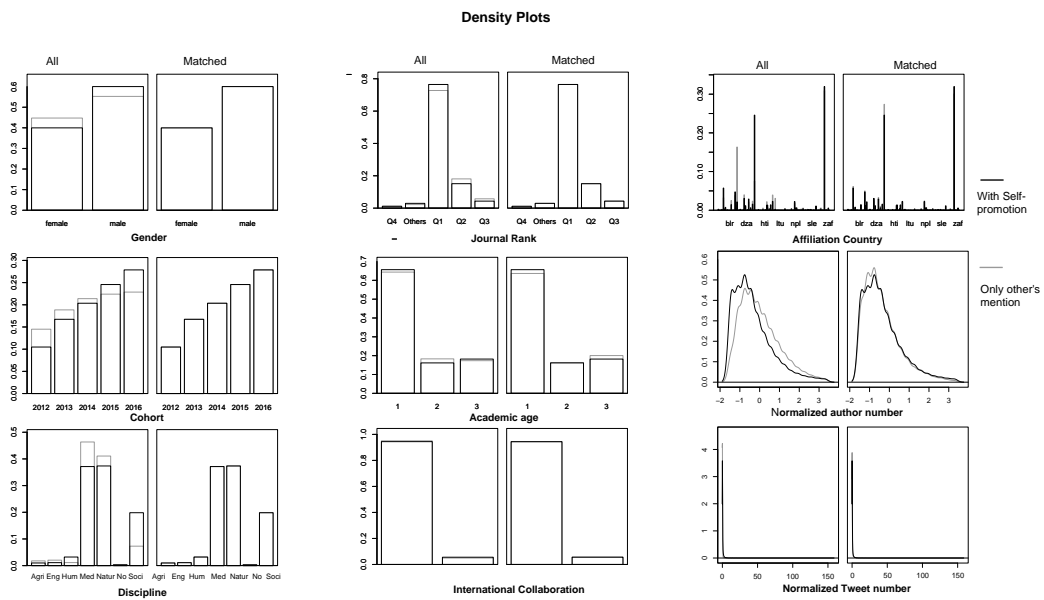 Density Plots
All Matched
0.6
0.5
0.4
0.3
0.2
0.1
0.0
female male female male
Gender
All Matched
0.8
0.6
0.4
0.2
0.0
Q4 Others Q1 Q2 Q3 Q4 Others Q1 Q2 Q3
Journal Rank
All Matched
0.30
0.20
0.10
0.00
blr dza hti ltu npl sle zaf blr dza hti ltu npl sle zaf
Affiliation Country
With Self-
promotion
Only other's
mention
0.30
0.25
0.20
0.15
0.10
0.05
0.00
2012 2013 2014 2015 2016 2012 2013 2014 2015 2016
Cohort
0.7
0.6
0.5
0.4
0.3
0.2
0.1
0.0
1 2 3 1 2 3
Academic age
0.6
0.5
0.4
0.3
0.2
0.1
0.0
−2 −1 0 1 2 3 −2 −1 0 1 2 3
Normalized author number
0.5
0.4
0.3
0.2
0.1
0.0
Agri Eng Hum Med Natur No Soci Agri Eng Hum Med Natur No Soci
Discipline
1.0
0.8
0.6
0.4
0.2
0.0
International Collaboration
4
3
2
1
0
0 50 100 150 0 50 100 150
Normalized Tweet number